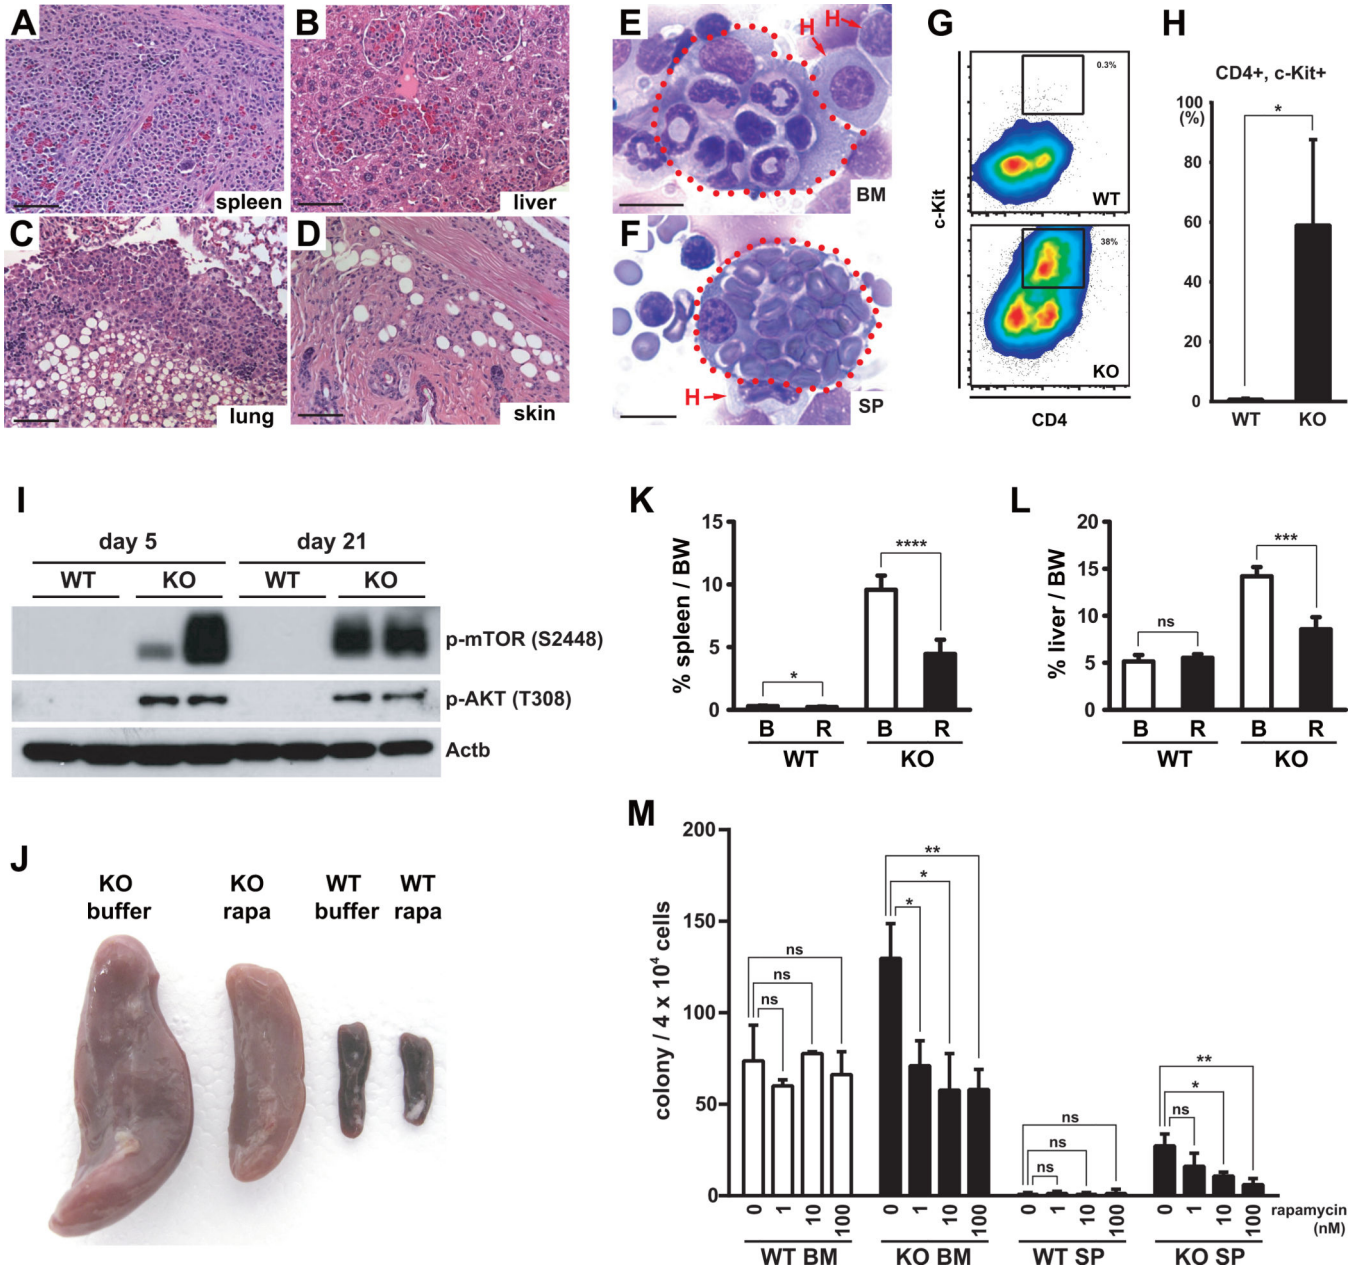 A
spleen
B
liver
C
lung
D
skin
E
H
H
BM
F
H
SP
G
c-Kit
0.3%
WT
38%
KO
CD4
H
CD4+, c-Kit+
100
(%)
80
60
40
20
0
*
WT
KO
I
day 5
day 21
WT
KO
WT
KO
p-mTOR (S2448)
p-AKT (T308)
Actb
J
KO
buffer
KO
rapa
WT
buffer
WT
rapa
K
% spleen / BW
15
10
5
0
*
****
B
R
B
R
WT
KO
L
% liver / BW
20
15
10
5
0
ns
***
B
R
B
R
WT
KO
M
colony / 4 x 10⁴ cells
200
150
100
50
0
ns
ns
ns
**
*
*
ns
ns
ns
**
*
ns
0
1
10
100
0
1
10
100
0
1
10
100
0
1
10
100
rapamycin
(nM)
WT BM
KO BM
WT SP
KO SP